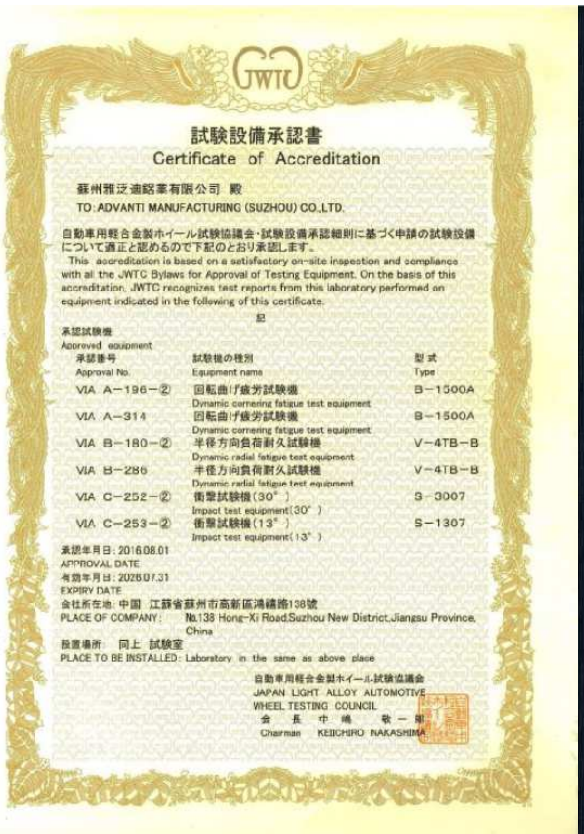 JWTC
試験設備承認書
Certificate of Accreditation
蘇州雅泛迪鋁業有限公司 殿
TO: ADVANTI MANUFACTURING (SUZHOU) CO.,LTD.
自動車用軽合金製ホイール試験協議会・試験設備承認細則に基づく申請の試験設備
について適正と認めるので下記のとおり承認します。
This accreditation is based on a satisfactory on-site inspection and compliance
with all the JWTC Bylaws for Approval of Testing Equipment. On the basis of this
accreditation, JWTC recognizes test reports from this laboratory performed on
equipment indicated in the following of this certificate.
記
承認試験機
Approved equipment
承認番号 試験機の種別 型式
Approval No. Equipment name Type
VIA A-196-② 回転曲げ疲労試験機 B-1500A
Dynamic cornering fatigue test equipment
VIA A-314 回転曲げ疲労試験機 B-1500A
Dynamic cornering fatigue test equipment
VIA B-180-② 半径方向負荷耐久試験機 V-4TB-B
Dynamic radial fatigue test equipment
VIA B-286 半径方向負荷耐久試験機 V-4TB-B
Dynamic radial fatigue test equipment
VIA C-252-② 衝撃試験機(30°) S-3007
Impact test equipment(30°)
VIA C-253-② 衝撃試験機(13°) S-1307
Impact test equipment(13°)
承認年月日: 2016.08.01
APPROVAL DATE
有効年月日: 2026.07.31
EXPIRY DATE
会社所在地: 中国 江蘇省蘇州市高新區鴻禧路138號
PLACE OF COMPANY: No.138 Hong-Xi Road,Suzhou New District,Jiangsu Province,
China
設置場所: 同上 試験室
PLACE TO BE INSTALLED: Laboratory in the same as above place
自動車用軽合金製ホイール試験協議会
JAPAN LIGHT ALLOY AUTOMOTIVE
WHEEL TESTING COUNCIL
会長 中嶋 敬一郎
Chairman KEIICHIRO NAKASHIMA